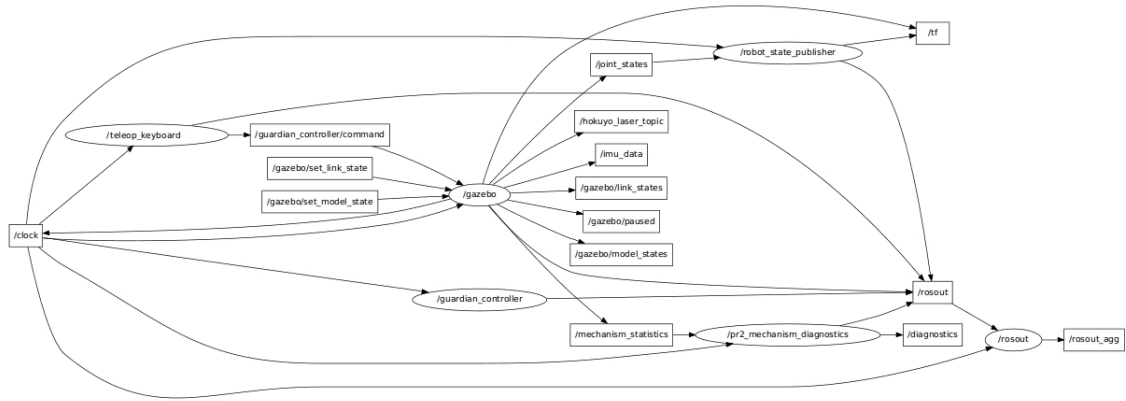 /tf
/robot_state_publisher
/joint_states
/hokuyo_laser_topic
/teleop_keyboard
/guardian_controller/command
/imu_data
/gazebo/set_link_state
/gazebo/link_states
/gazebo
/gazebo/set_model_state
/gazebo/paused
/clock
/gazebo/model_states
/rosout
/guardian_controller
/mechanism_statistics
/pr2_mechanism_diagnostics
/diagnostics
/rosout
/rosout_agg